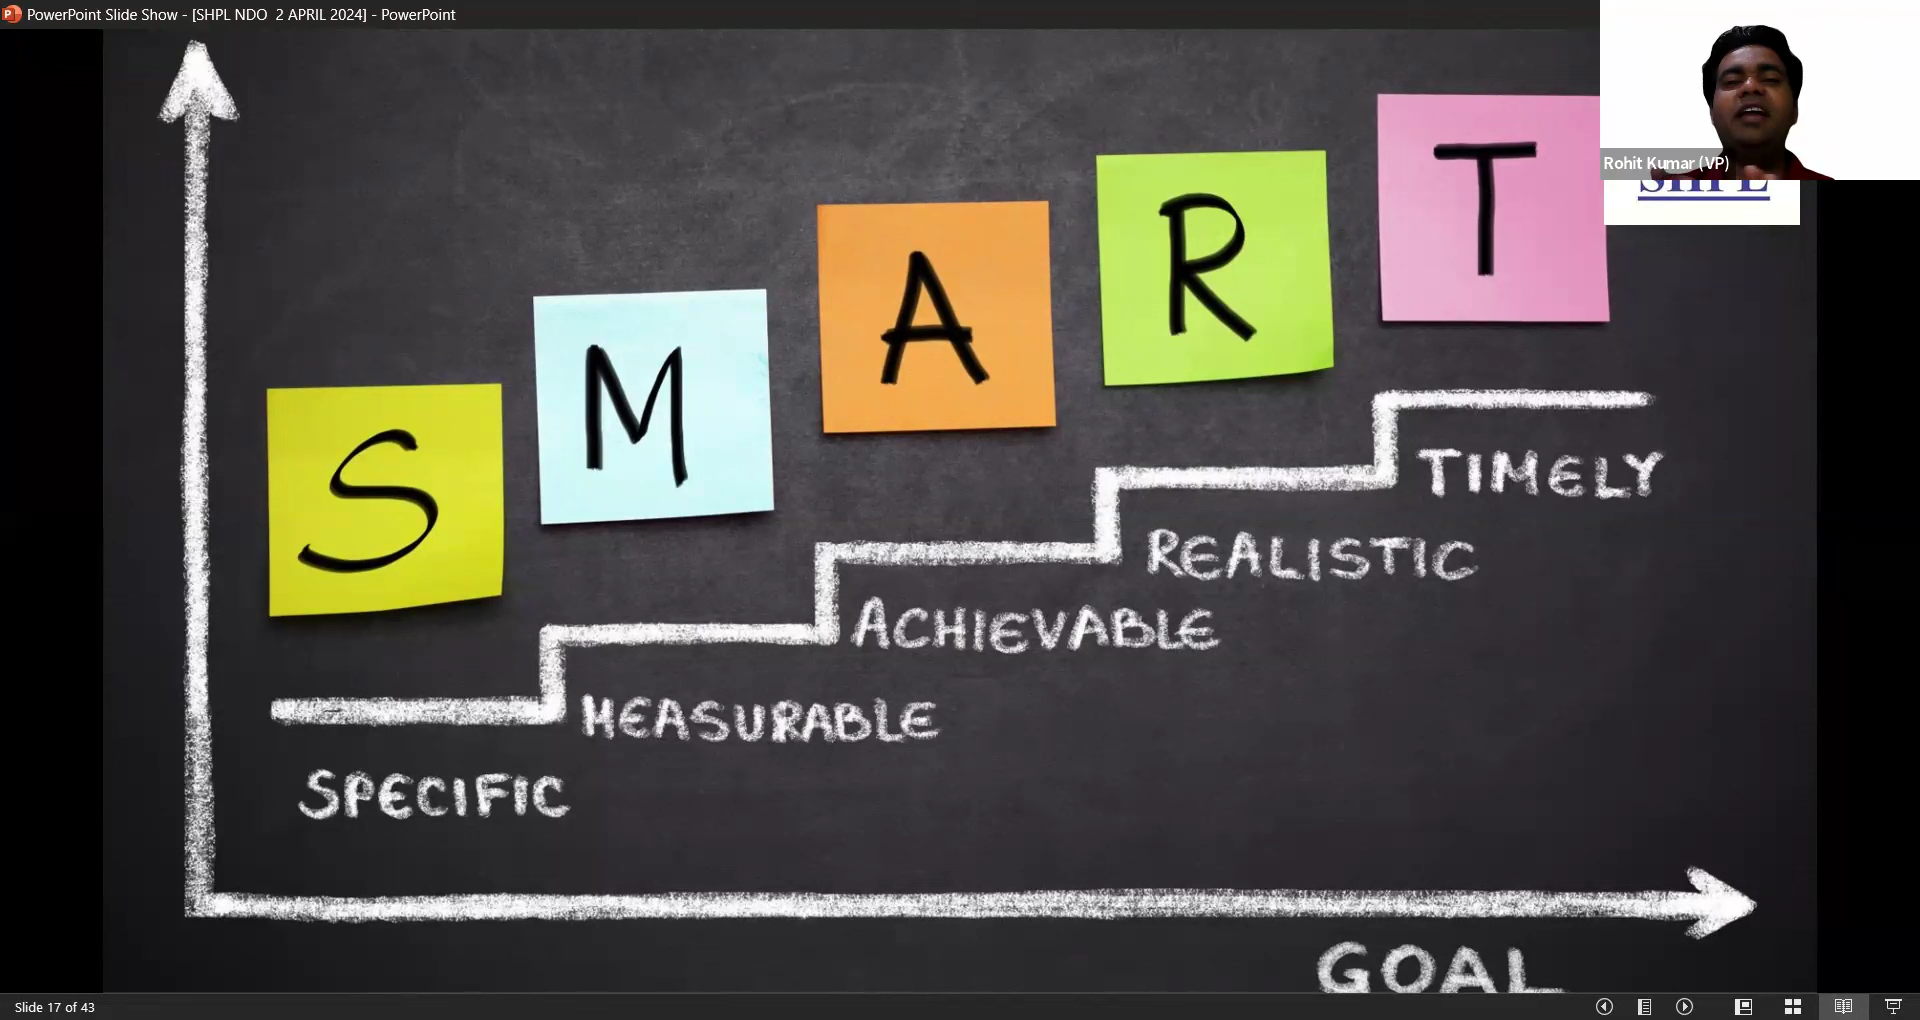 PowerPoint Slide Show - [SHPL NDO  2 APRIL 2024] - PowerPoint
Rohit Kumar (VP)
SHPL
S
M
A
R
T
TIMELY
REALISTIC
ACHIEVABLE
MEASURABLE
SPECIFIC
GOAL
Slide 17 of 43